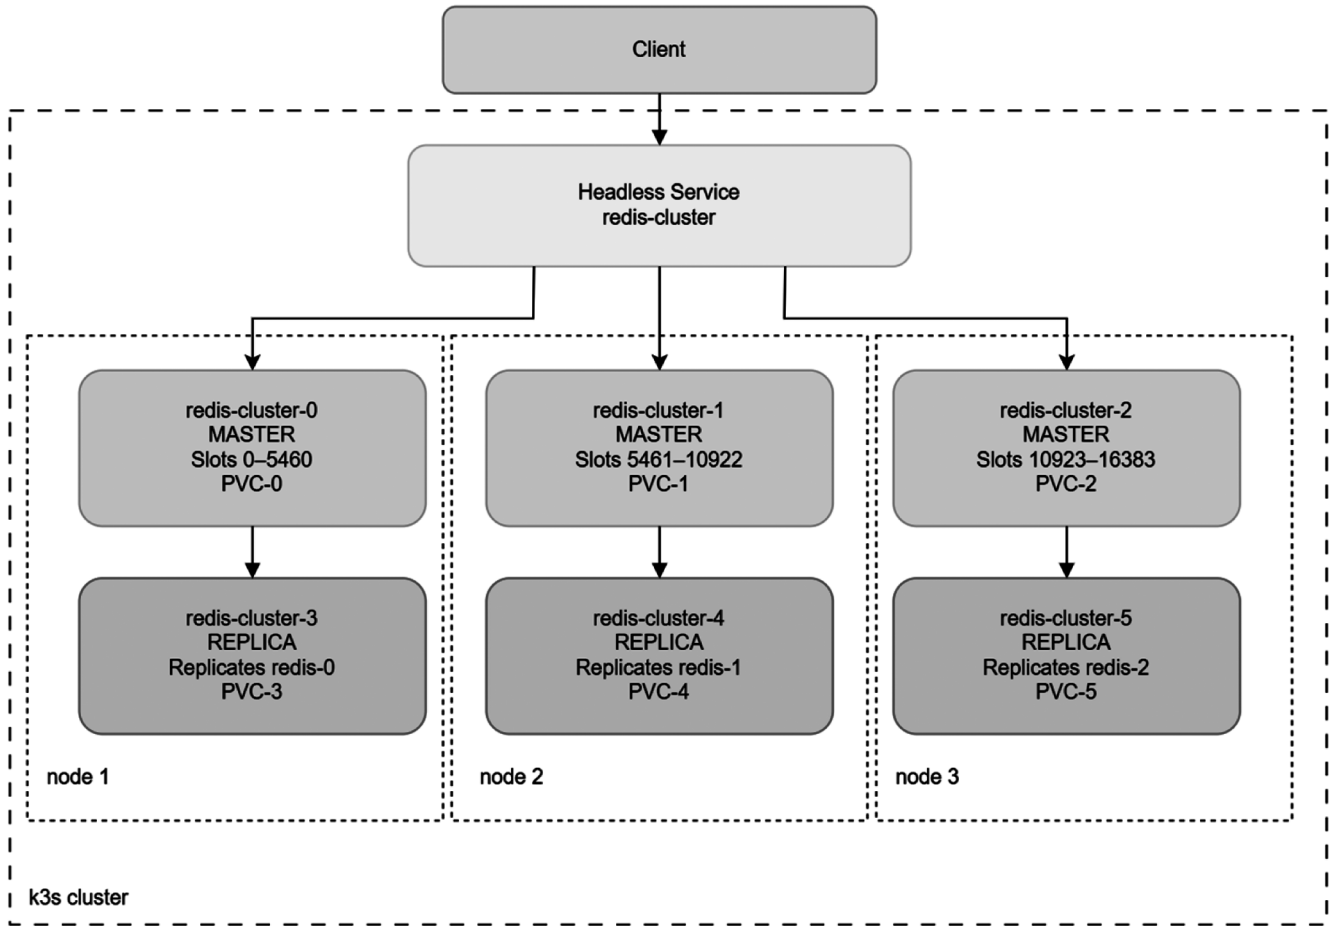 Client
Headless Service
redis-cluster
redis-cluster-0
MASTER
Slots 0–5460
PVC-0
redis-cluster-1
MASTER
Slots 5461–10922
PVC-1
redis-cluster-2
MASTER
Slots 10923–16383
PVC-2
redis-cluster-3
REPLICA
Replicates redis-0
PVC-3
redis-cluster-4
REPLICA
Replicates redis-1
PVC-4
redis-cluster-5
REPLICA
Replicates redis-2
PVC-5
node 1
node 2
node 3
k3s cluster